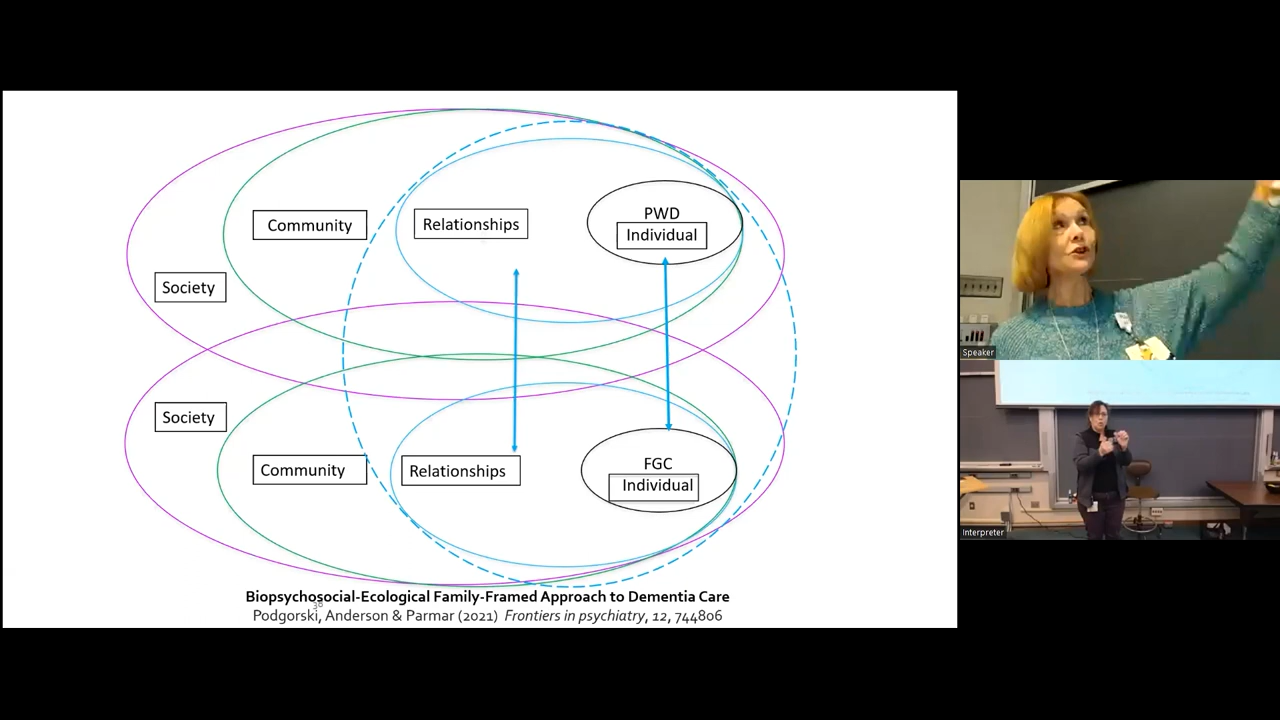 PWD
Individual
Relationships
Community
Society
Society
FGC
Individual
Relationships
Community
Biopsychosocial-Ecological Family-Framed Approach to Dementia Care
38
Podgorski, Anderson & Parmar (2021) Frontiers in psychiatry, 12, 744806
Speaker
Interpreter